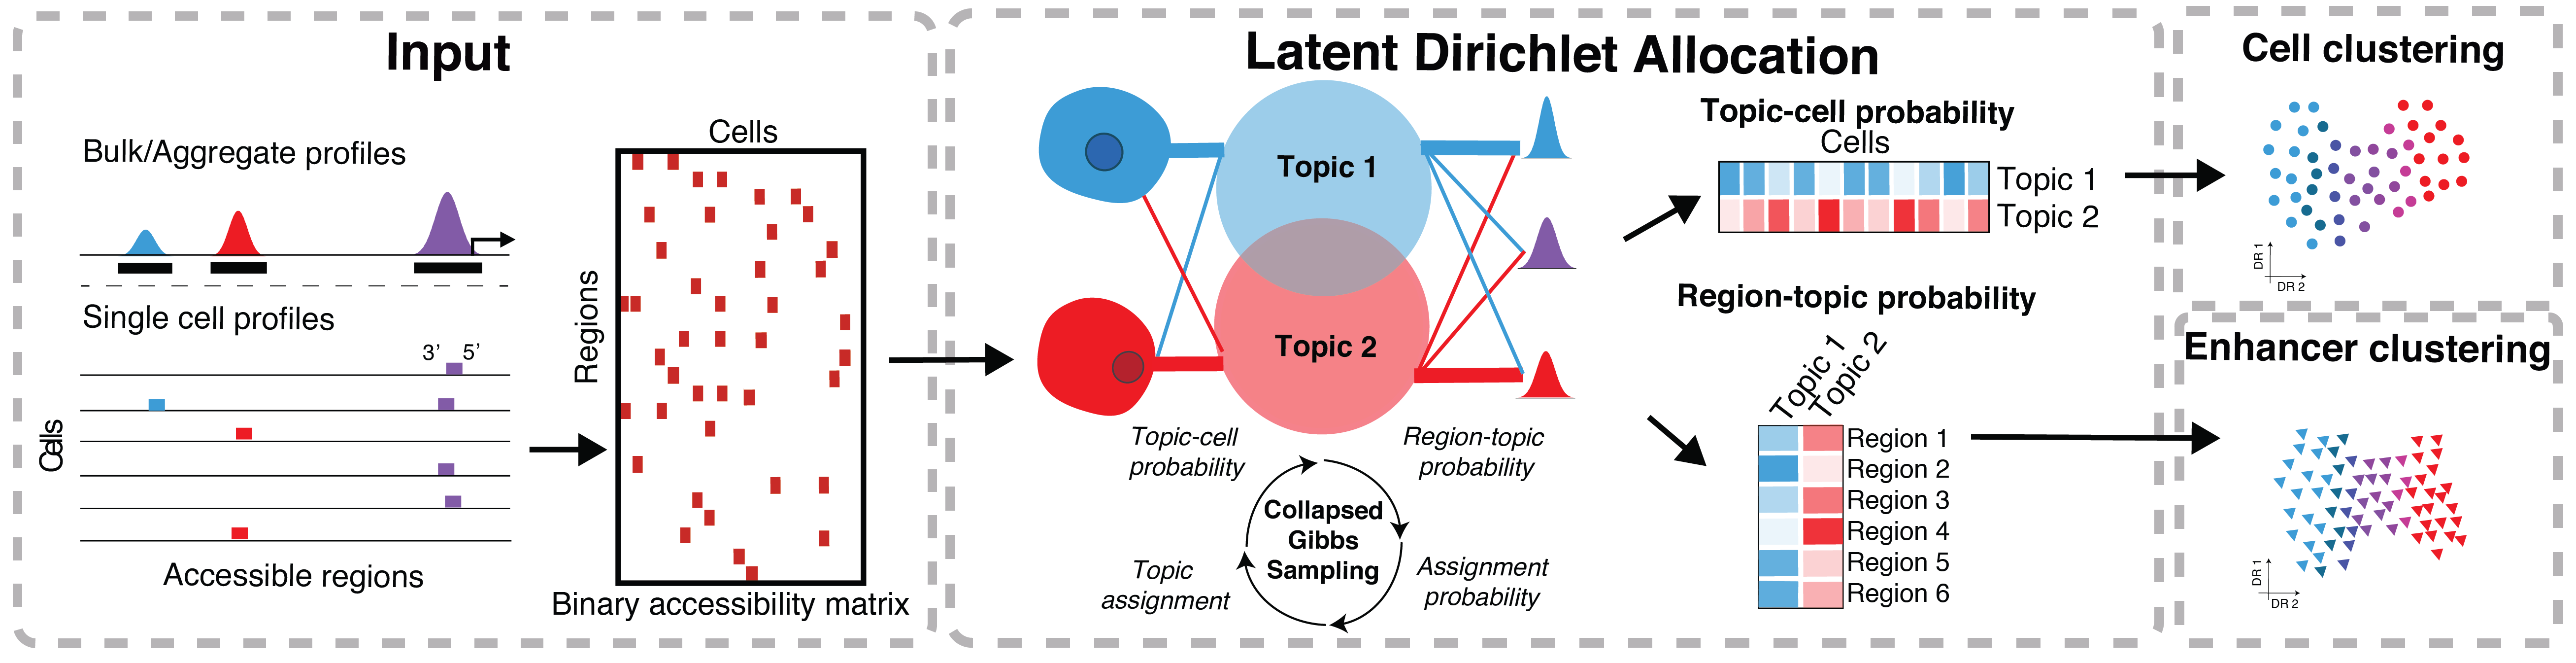 Input
Bulk/Aggregate profiles
Single cell profiles
3’ 5’
Cells
Accessible regions
Cells
Regions
Binary accessibility matrix
Latent Dirichlet Allocation
Topic 1
Topic 2
Topic-cell
probability
Region-topic
probability
Collapsed
Gibbs
Sampling
Topic
assignment
Assignment
probability
Topic-cell probability
Cells
Topic 1
Topic 2
Region-topic probability
Topic 1
Topic 2
Region 1
Region 2
Region 3
Region 4
Region 5
Region 6
Cell clustering
DR 1
DR 2
Enhancer clustering
DR 1
DR 2